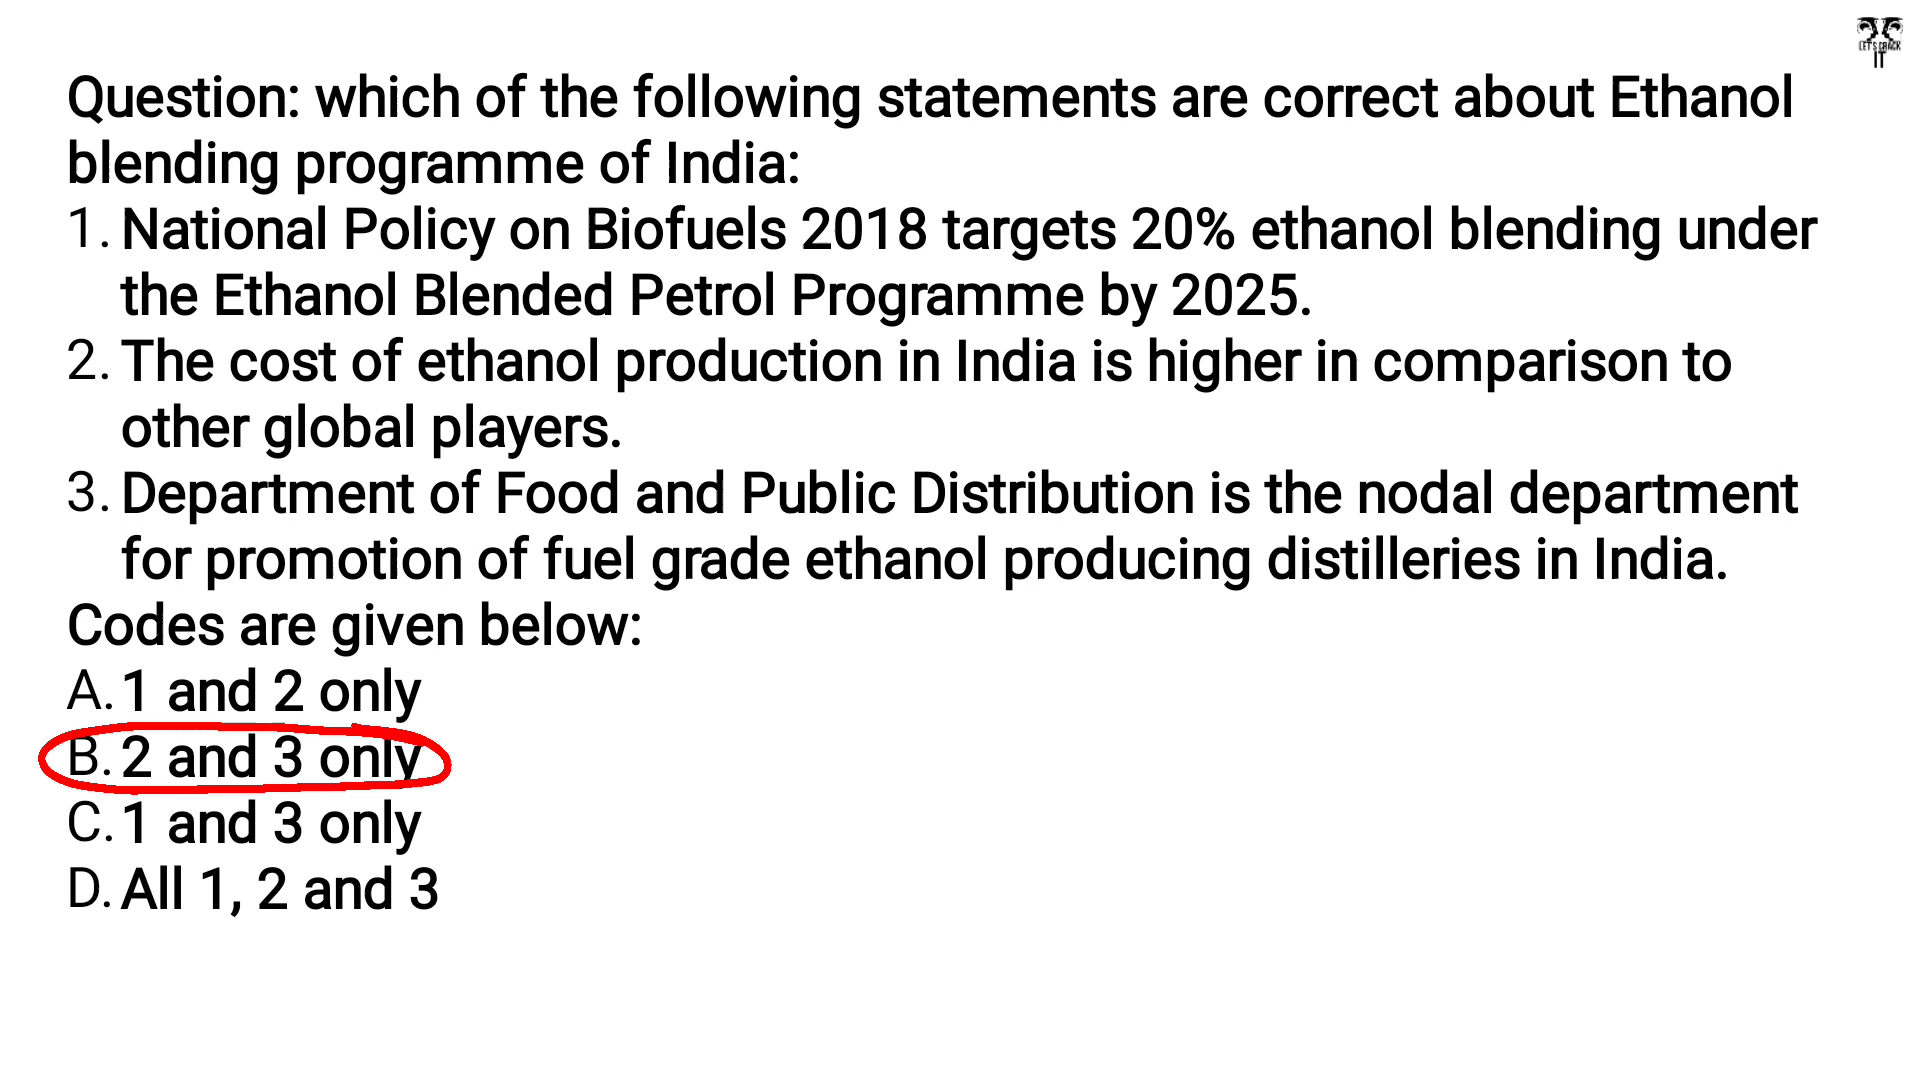 LET'S CRACK
IT
Question: which of the following statements are correct about Ethanol
blending programme of India:
1. National Policy on Biofuels 2018 targets 20% ethanol blending under
the Ethanol Blended Petrol Programme by 2025.
2. The cost of ethanol production in India is higher in comparison to
other global players.
3. Department of Food and Public Distribution is the nodal department
for promotion of fuel grade ethanol producing distilleries in India.
Codes are given below:
A. 1 and 2 only
B. 2 and 3 only
C. 1 and 3 only
D. All 1, 2 and 3